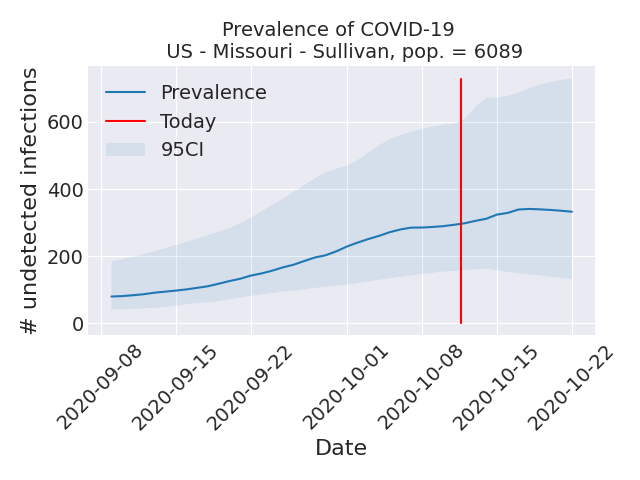 Prevalence of COVID-19
US - Missouri - Sullivan, pop. = 6089
# undetected infections
600
400
200
0
Prevalence
Today
95CI
2020-09-08
2020-09-15
2020-09-22
2020-10-01
2020-10-08
2020-10-15
2020-10-22
Date